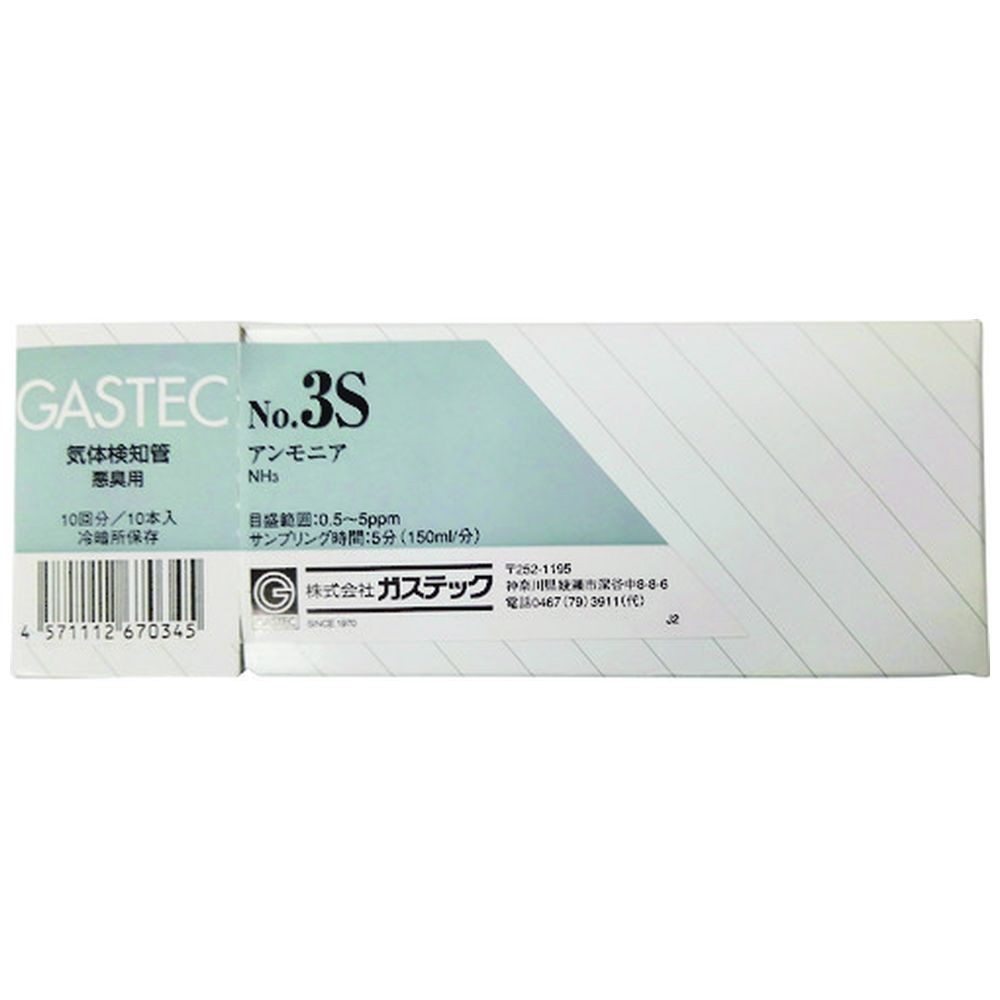 GASTEC
気体検知管
悪臭用
10回分/10本入
冷暗所保存
4 571112 670345
No.3S
アンモニア
NH₃
目盛範囲:0.5〜5ppm
サンプリング時間:5分(150ml/分)
G
GASTEC
株式会社ガステック
SINCE 1970
〒252-1195
神奈川県綾瀬市深谷中8-8-6
電話0467(79)3911(代)
J2